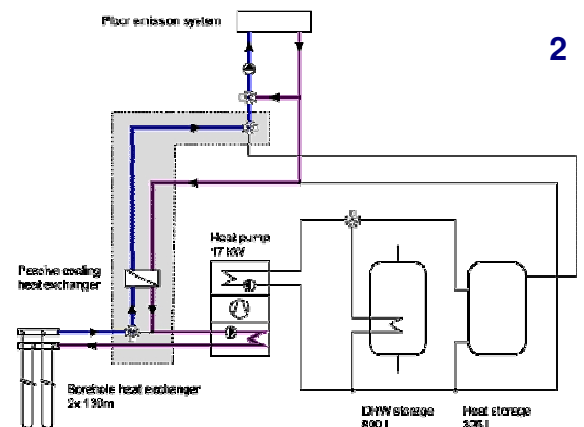 Floor emission system
2
Heat pump
17 kW
Passive cooling
heat exchanger
Borehole heat exchanger
2x 130m
DHW storage
Heat storage